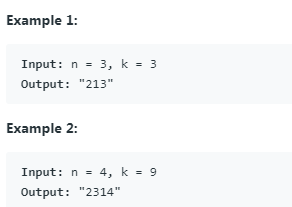 Example 1:
Input: n = 3, k = 3
Output: "213"
Example 2:
Input: n = 4, k = 9
Output: "2314"